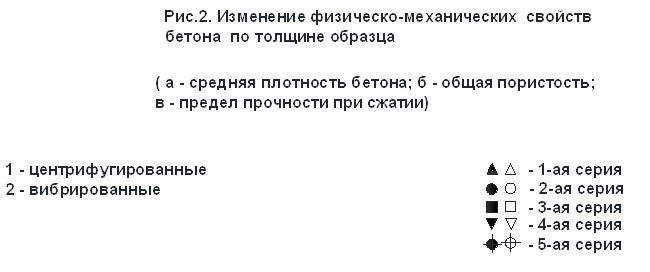 Рис.2. Изменение физическо-механических свойств
бетона по толщине образца
( а - средняя плотность бетона; б - общая пористость;
в - предел прочности при сжатии)
1 - центрифугированные
2 - вибрированные
- 1-ая серия
- 2-ая серия
- 3-ая серия
- 4-ая серия
- 5-ая серия